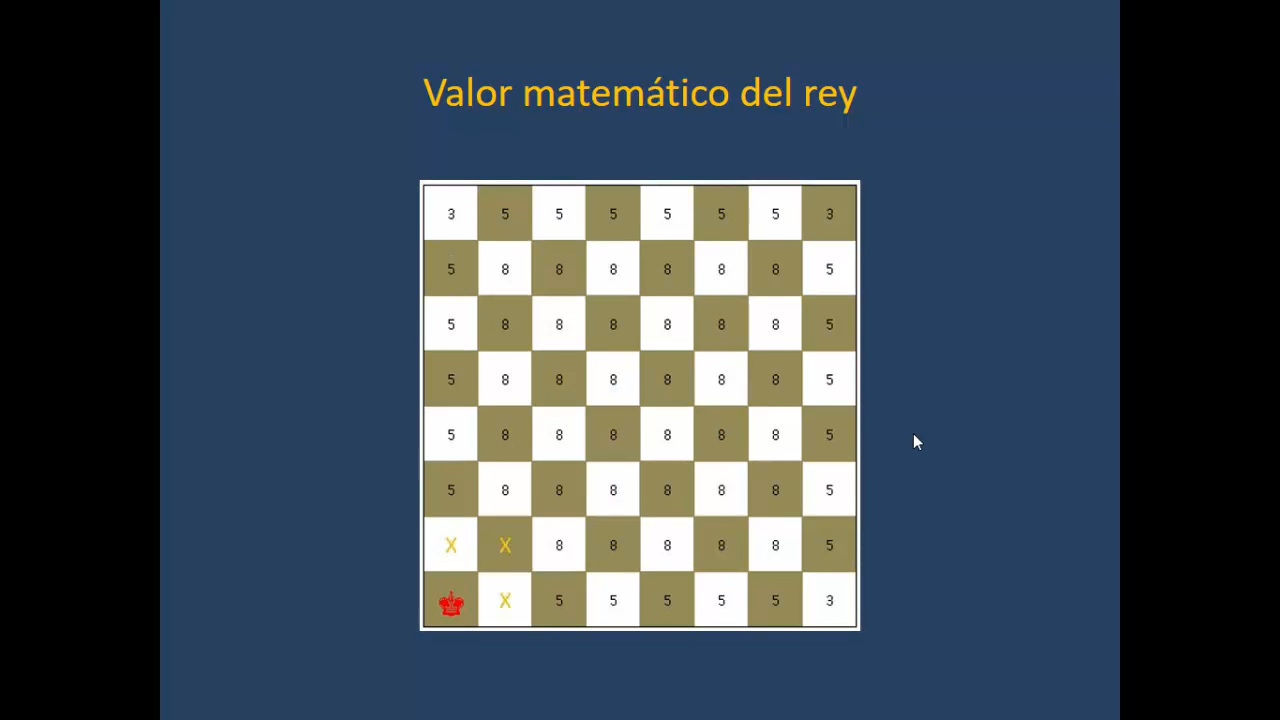 Valor matemático del rey
3 5 5 5 5 5 5 3
5 8 8 8 8 8 8 5
5 8 8 8 8 8 8 5
5 8 8 8 8 8 8 5
5 8 8 8 8 8 8 5
5 8 8 8 8 8 8 5
X X 8 8 8 8 8 5
X 5 5 5 5 5 3